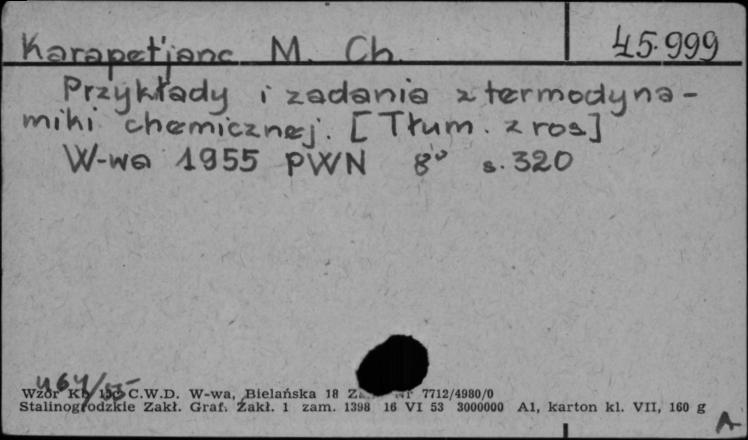 Karapet'janc M. Ch. 45.999
Przykłady i zadania z termodyna-
miki chemicznej. [Tłum. z ros]
W-wa 1955 PWN 8° s. 320
U64/55
Wzór C.W.D. W-wa, Bielańska 18 7712/4980/0
Stalinogrodzkie Zakł. Graf. Zakł. 1 zam. 1398 16 VI 53 3000000 A1, karton kl. VII, 160 g
A